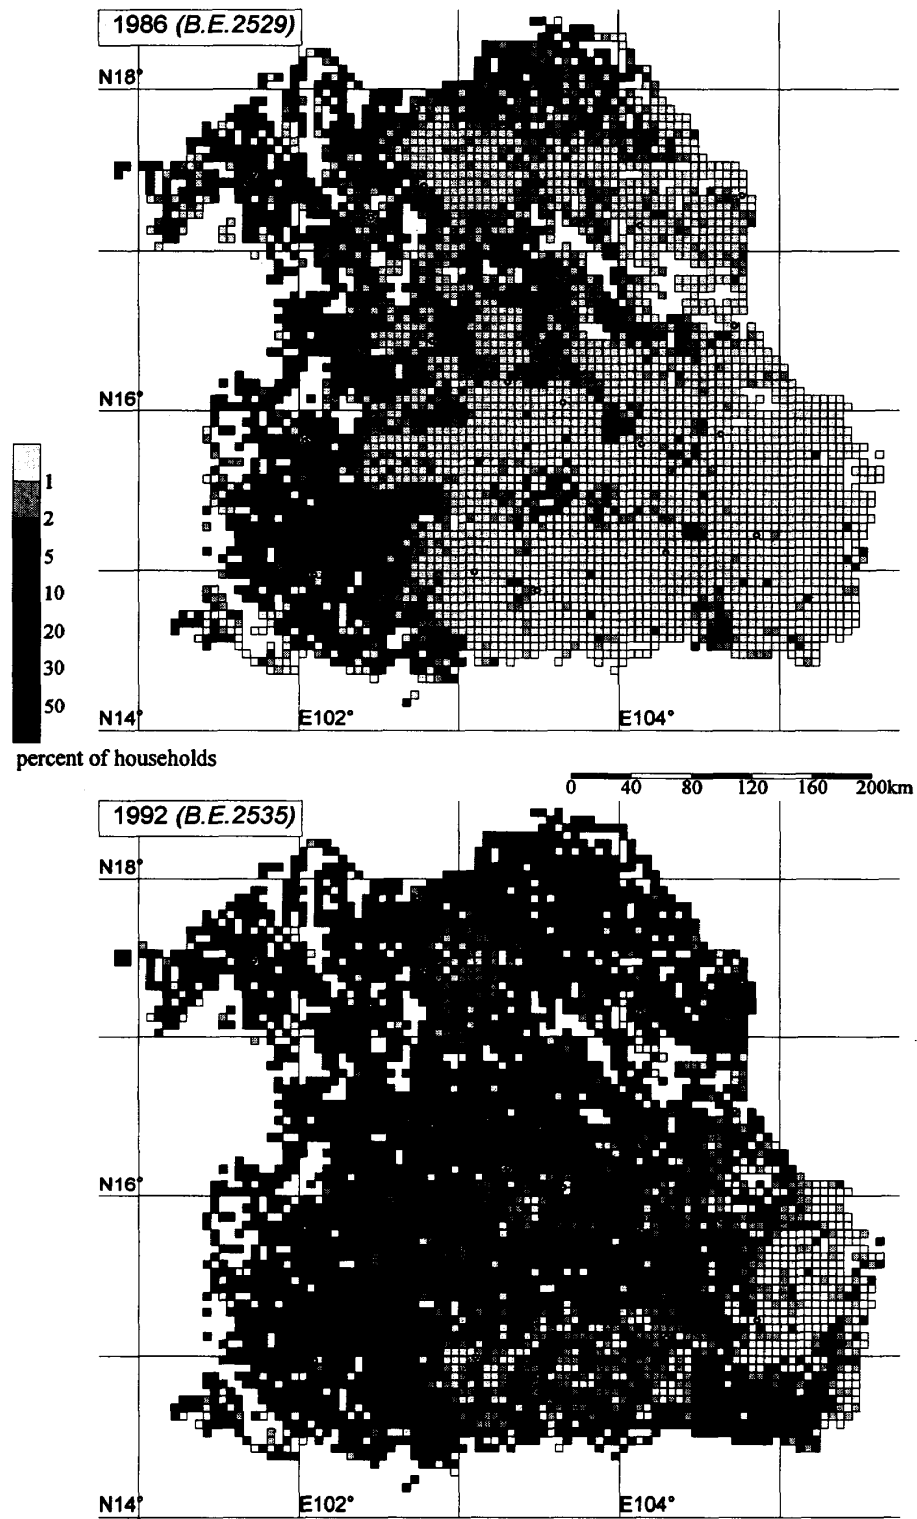 1986 (B.E.2529)
N18°
N16°
1
2
5
10
20
30
50
N14°
E102°
E104°
percent of households
0 40 80 120 160 200km
1992 (B.E.2535)
N18°
N16°
N14°
E102°
E104°